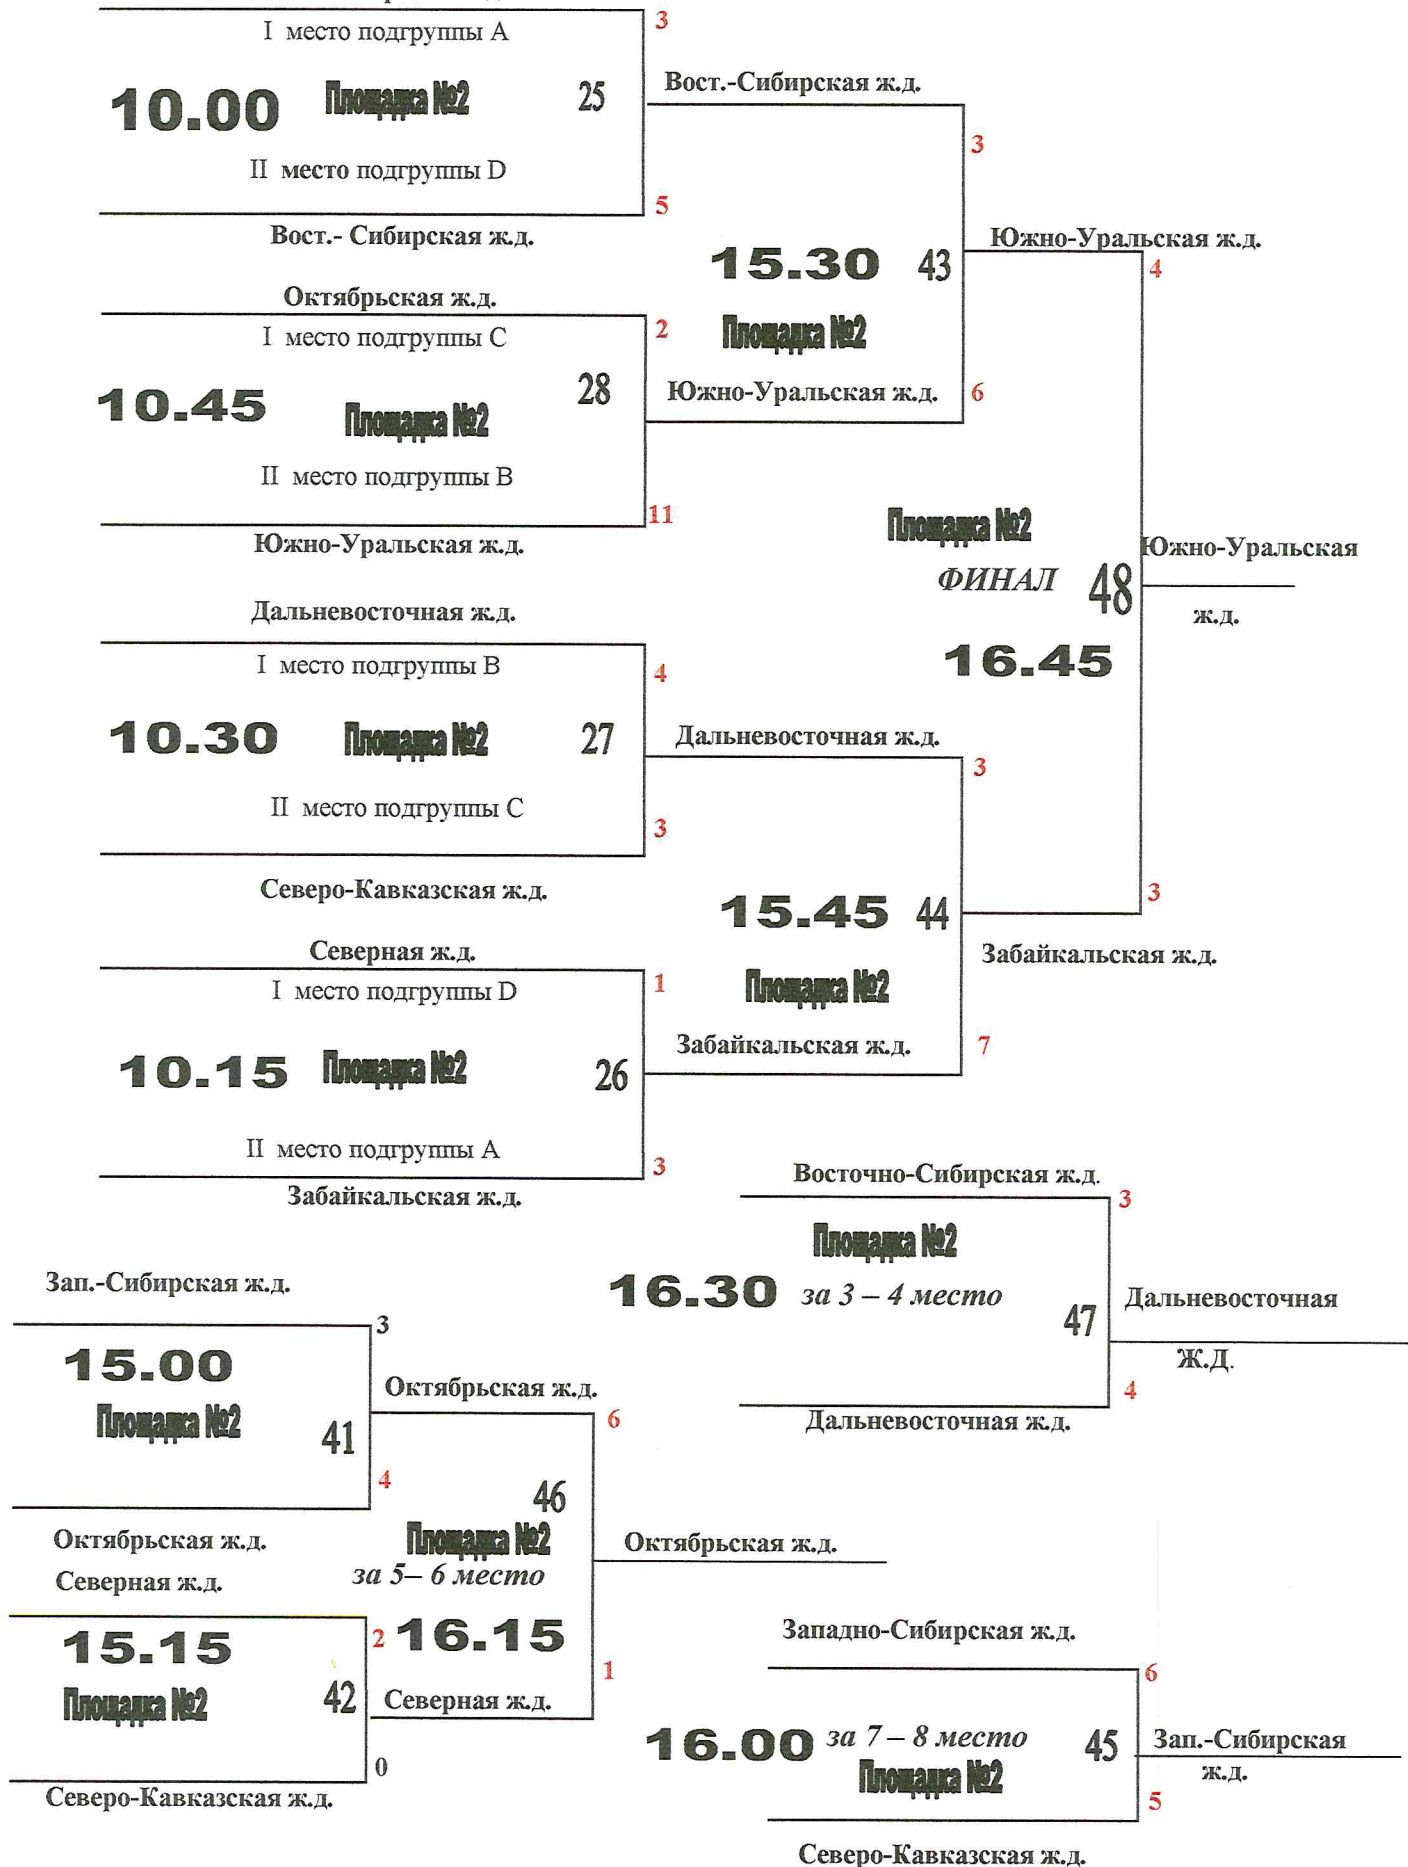 3
I место подгруппы A
10.00 Площадка №2 25
II место подгруппы D
5
Вост.- Сибирская ж.д.
Вост.-Сибирская ж.д.
3
15.30 43
Площадка №2
Южно-Уральская ж.д. 6
Южно-Уральская ж.д.
4
Октябрьская ж.д.
2
I место подгруппы C
10.45 Площадка №2 28
II место подгруппы B
11
Южно-Уральская ж.д.
Площадка №2
ФИНАЛ 48
16.45
Южно-Уральская
ж.д.
Дальневосточная ж.д.
I место подгруппы B
4
10.30 Площадка №2 27
II место подгруппы C
3
Северо-Кавказская ж.д.
Дальневосточная ж.д.
3
15.45 44
Площадка №2
Забайкальская ж.д. 7
3
Забайкальская ж.д.
Северная ж.д.
1
I место подгруппы D
10.15 Площадка №2 26
II место подгруппы A
3
Забайкальская ж.д.
Восточно-Сибирская ж.д.
3
Площадка №2
16.30 за 3 – 4 место 47
4
Дальневосточная ж.д.
Дальневосточная
Ж.Д.
Зап.-Сибирская ж.д.
3
15.00
Площадка №2 41
4
Октябрьская ж.д.
Северная ж.д.
2
15.15
Площадка №2 42
0
Северо-Кавказская ж.д.
Октябрьская ж.д.
6
46
Площадка №2
за 5– 6 место
16.15
1
Северная ж.д.
Октябрьская ж.д.
Западно-Сибирская ж.д.
6
16.00 за 7 – 8 место 45
Площадка №2
5
Северо-Кавказская ж.д.
Зап.-Сибирская
ж.д.